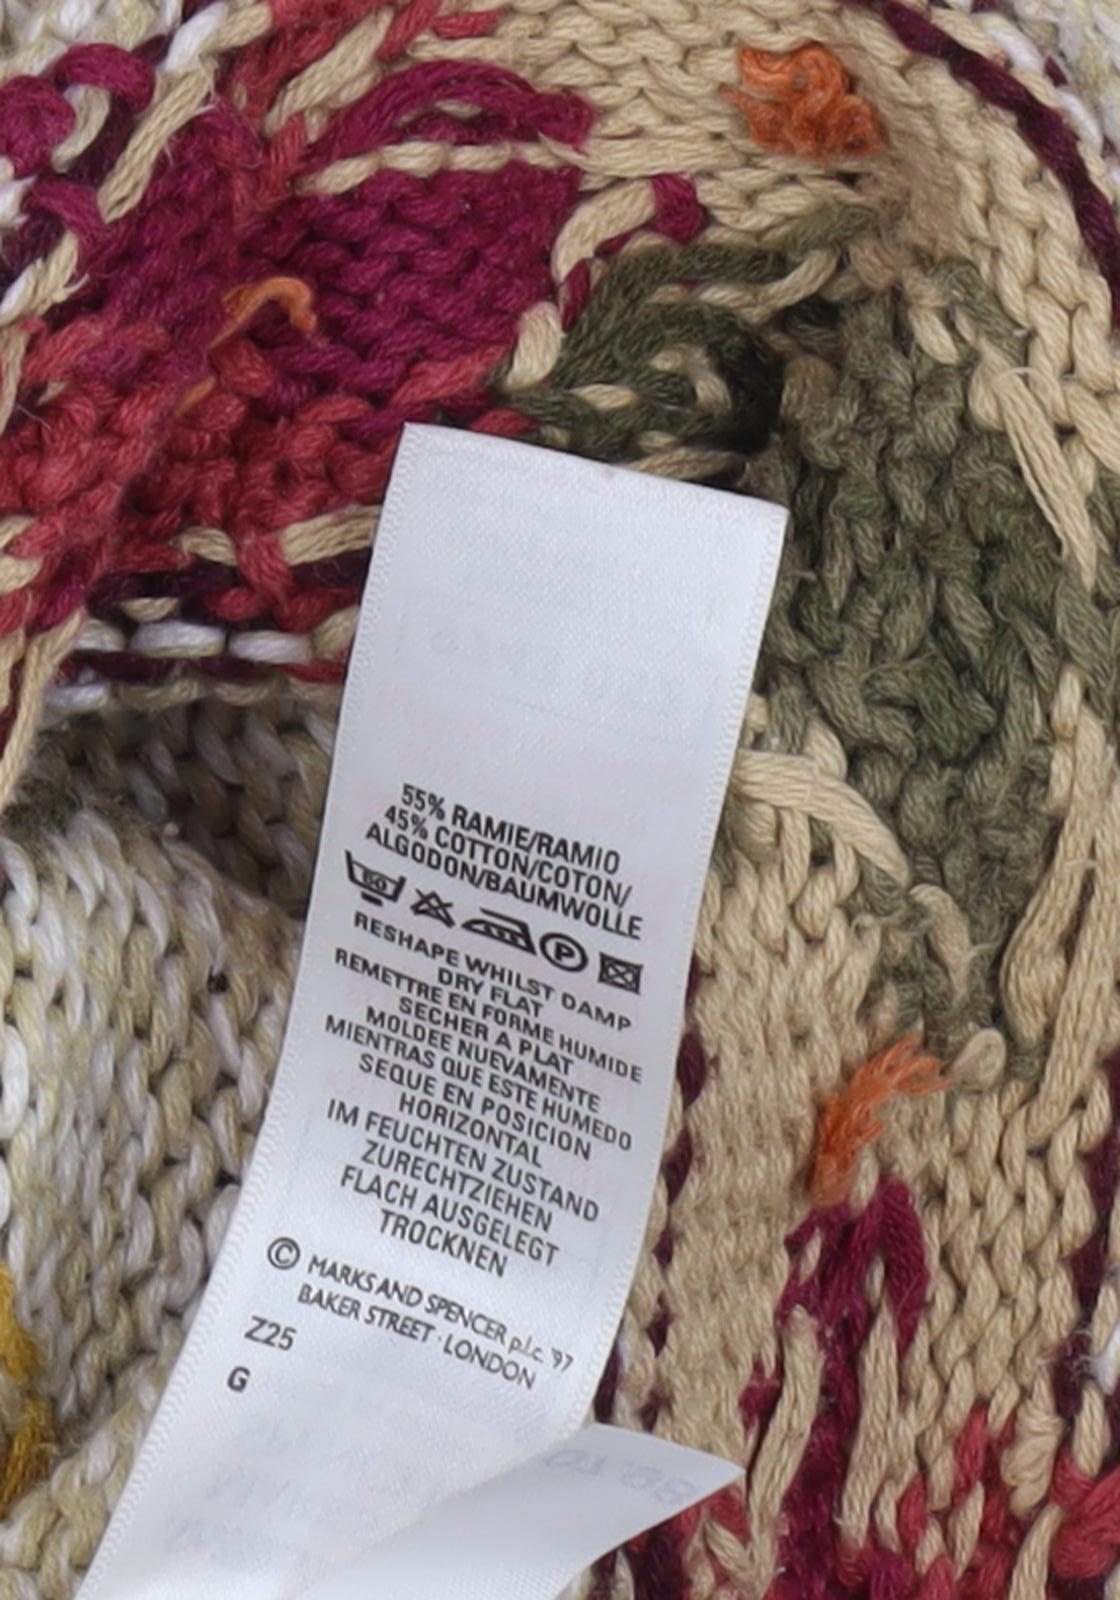 55% RAMIE/RAMIO
45% COTTON/COTON/
ALGODON/BAUMWOLLE
P
RESHAPE WHILST DAMP
DRY FLAT
REMETTRE EN FORME HUMIDE
SECHER A PLAT
MOLDEE NUEVAMENTE
MIENTRAS QUE ESTE HUMEDO
SEQUE EN POSICION
HORIZONTAL
IM FEUCHTEN ZUSTAND
ZURECHTZIEHEN
FLACH AUSGELEGT
TROCKNEN
© MARKS AND SPENCER p.l.c. '97
BAKER STREET · LONDON
Z25
G